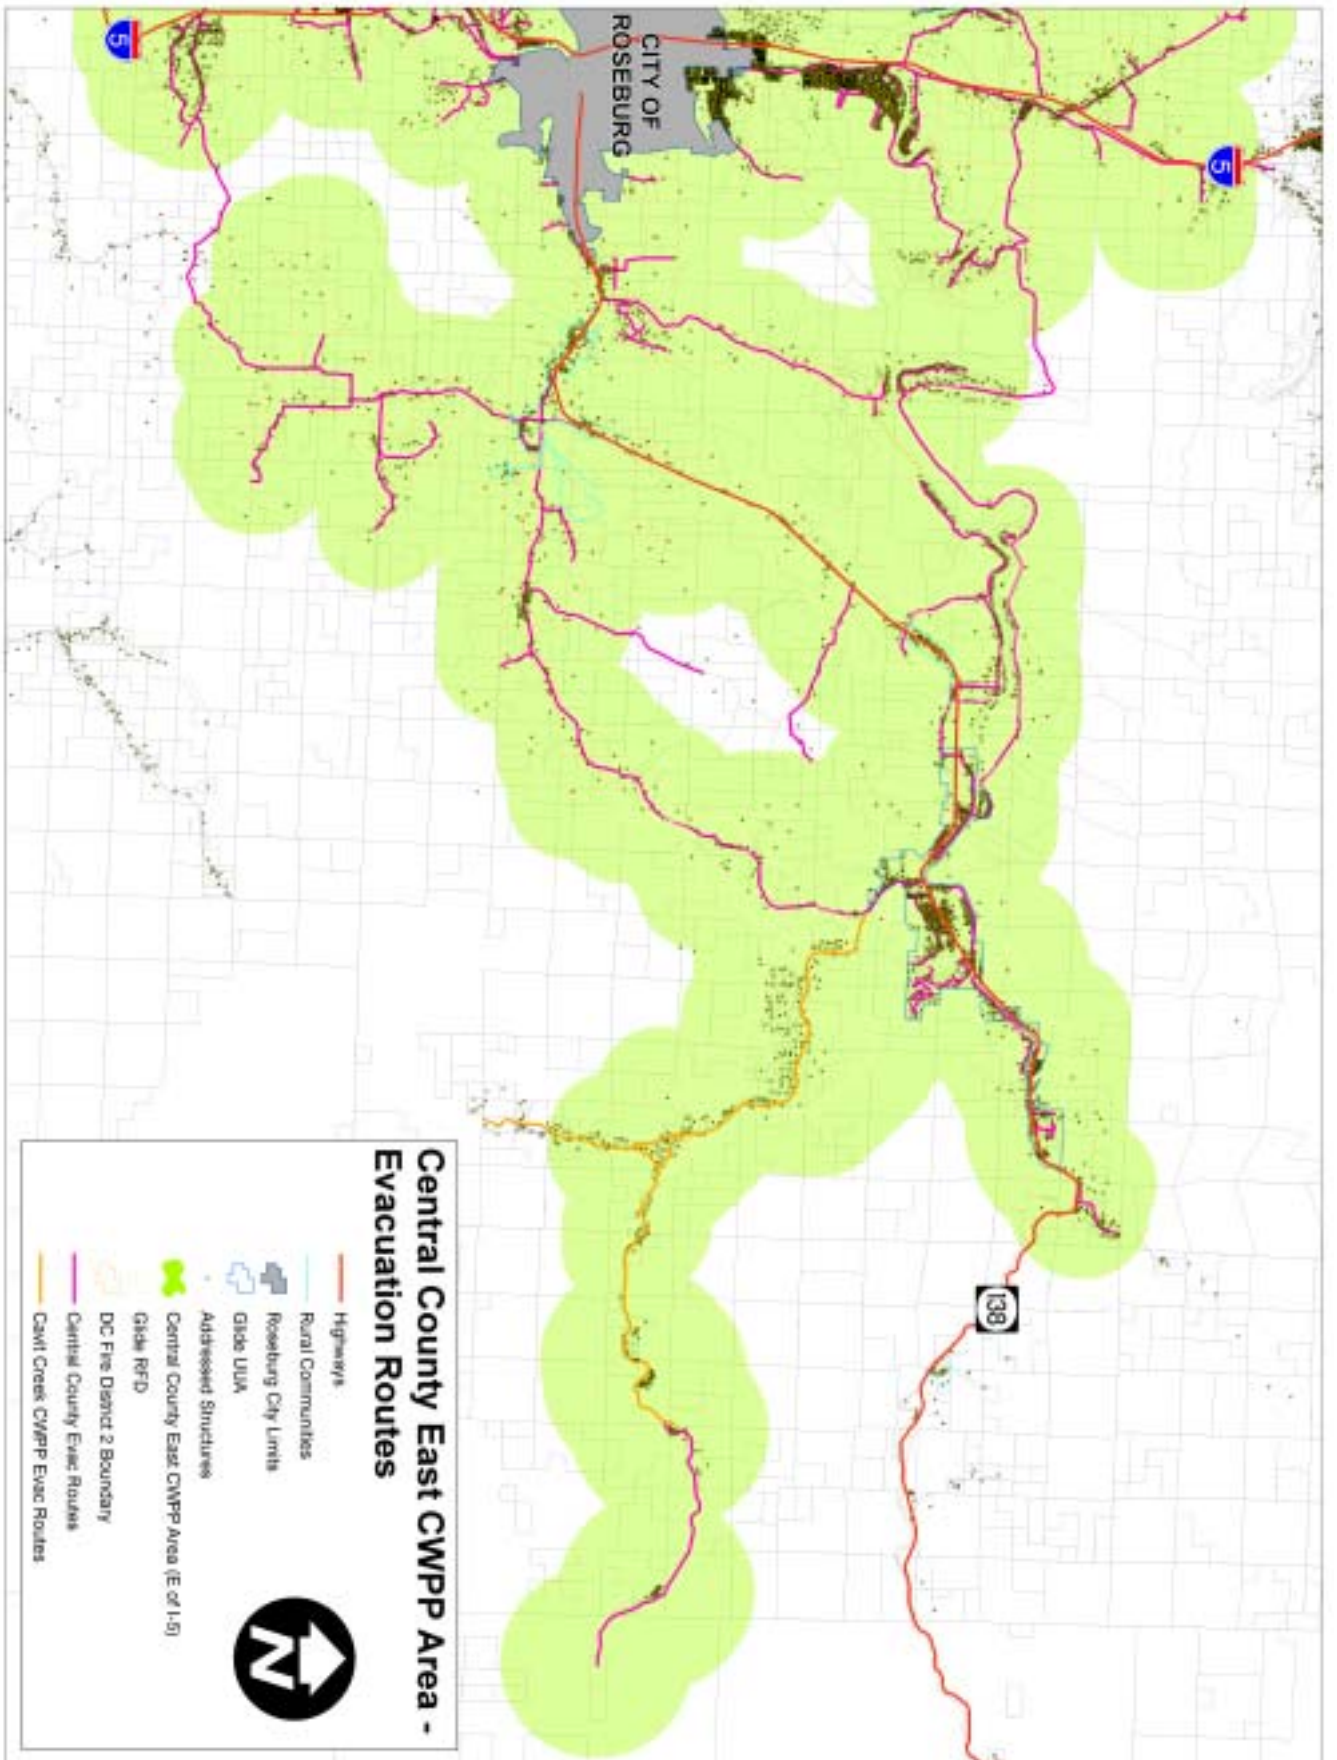 CITY OF
ROSEBURG
5
5
138
Central County East CWPP Area -
Evacuation Routes
Highways
Rural Communities
Roseburg City Limits
Glide UUA
Addressed Structures
Central County East CWPP Area (E of I-5)
Glide RFD
DC Fire District 2 Boundary
Central County Evac Routes
Cavit Creek CWPP Evac Routes
N